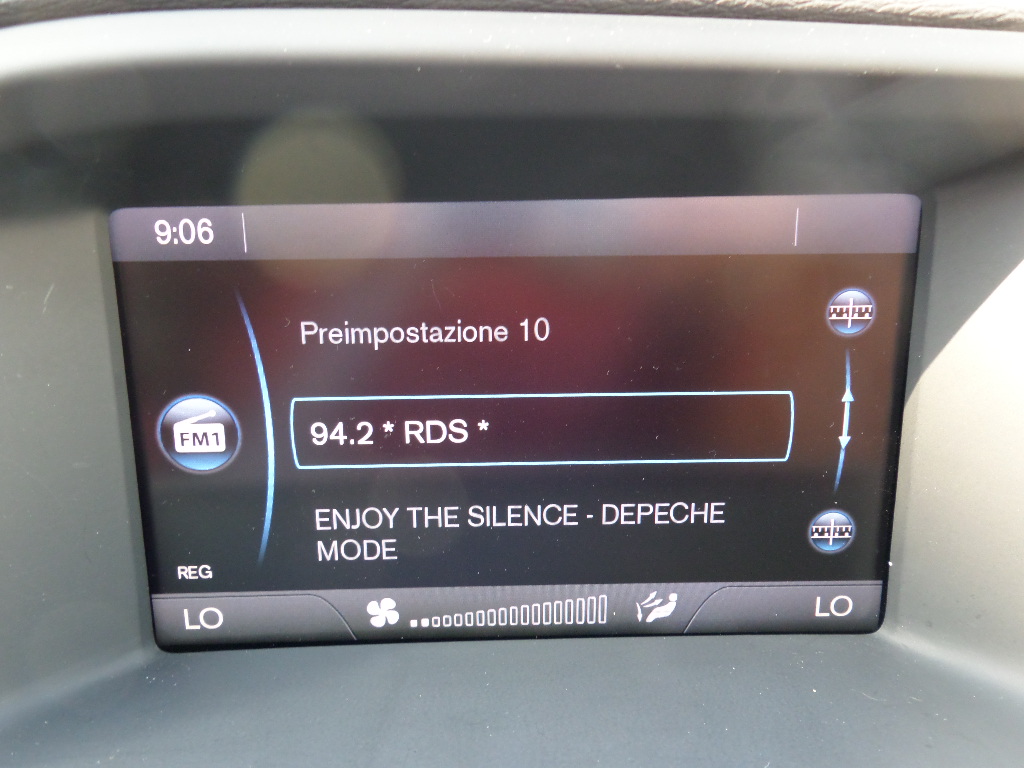 9:06
Preimpostazione 10
FM1
94.2 * RDS *
ENJOY THE SILENCE - DEPECHE
MODE
REG
LO
LO